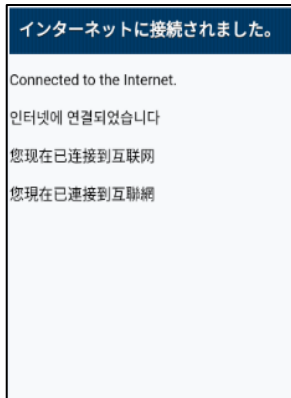 インターネットに接続されました。
Connected to the Internet.
인터넷에 연결되었습니다
您现在已连接到互联网
您現在已連接到互聯網